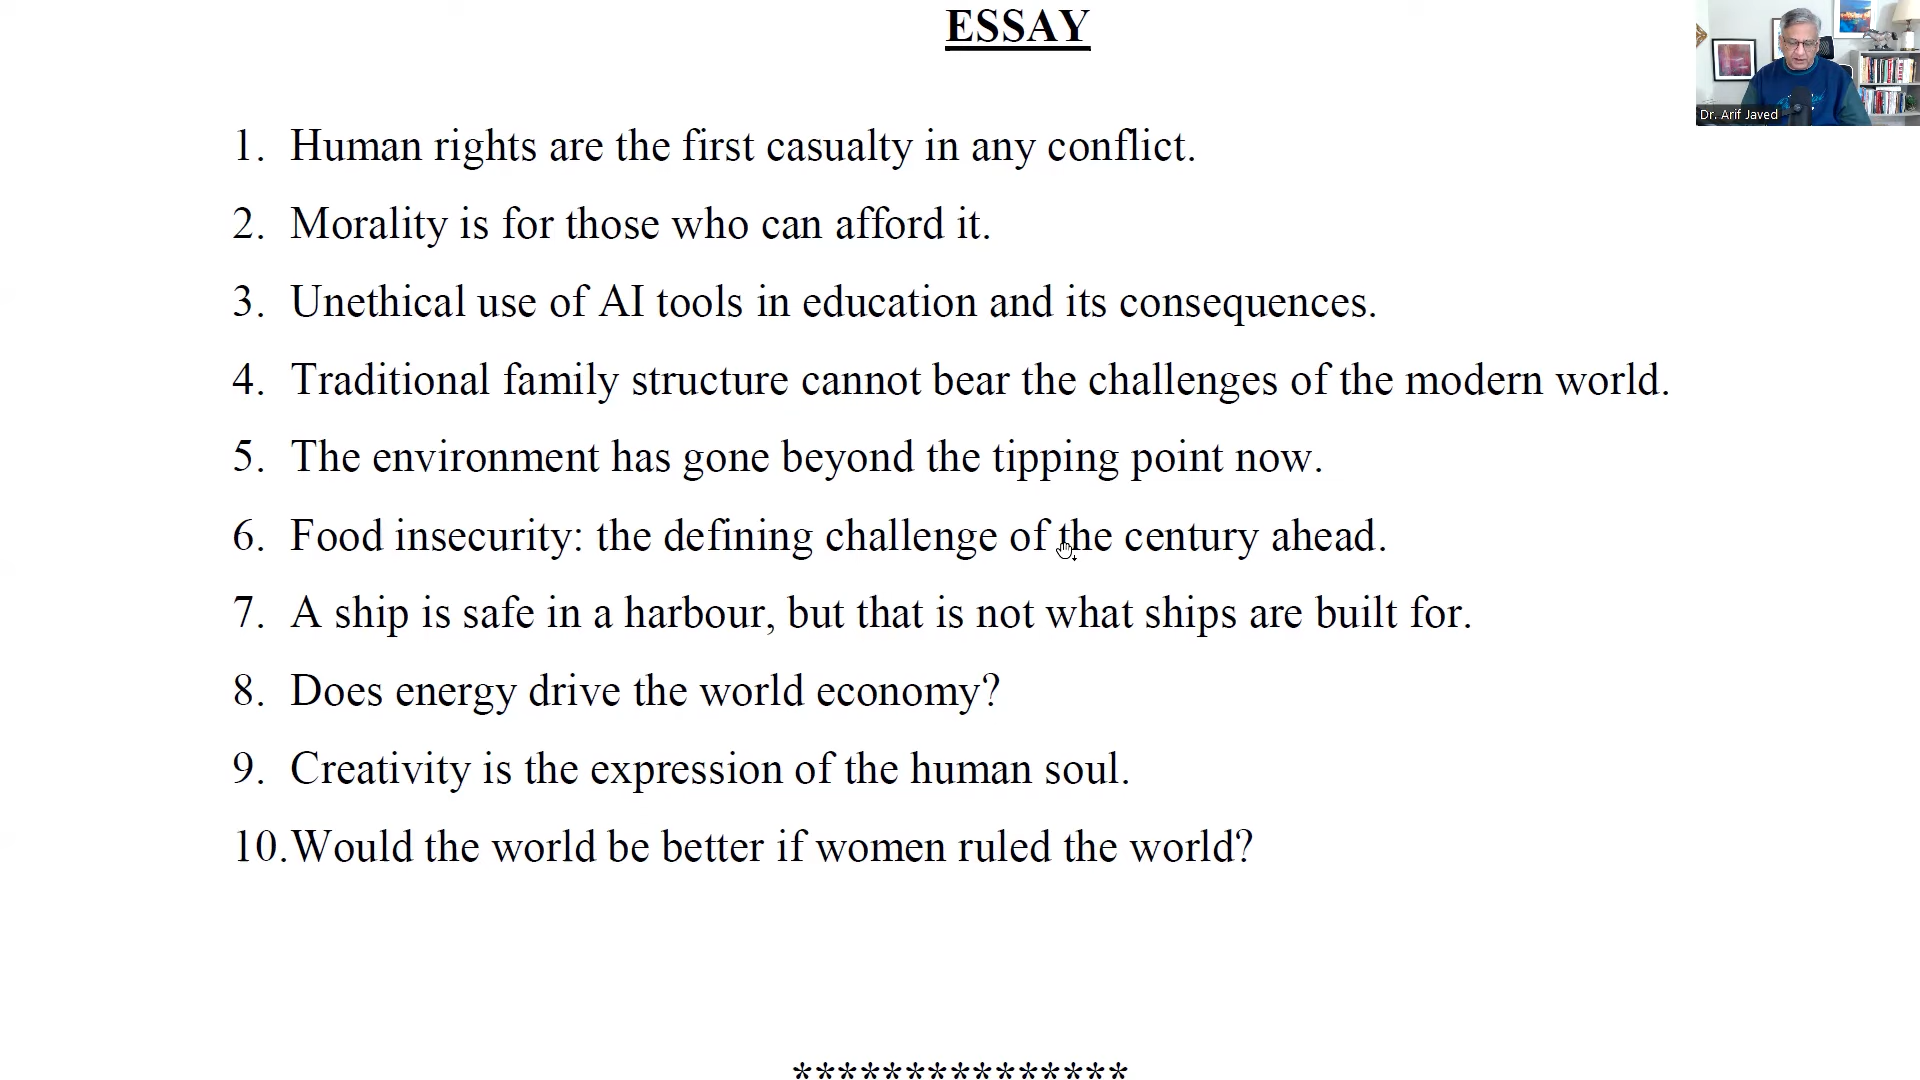 ESSAY
Dr. Arif Javed
1. Human rights are the first casualty in any conflict.
2. Morality is for those who can afford it.
3. Unethical use of AI tools in education and its consequences.
4. Traditional family structure cannot bear the challenges of the modern world.
5. The environment has gone beyond the tipping point now.
6. Food insecurity: the defining challenge of the century ahead.
7. A ship is safe in a harbour, but that is not what ships are built for.
8. Does energy drive the world economy?
9. Creativity is the expression of the human soul.
10.Would the world be better if women ruled the world?
***************